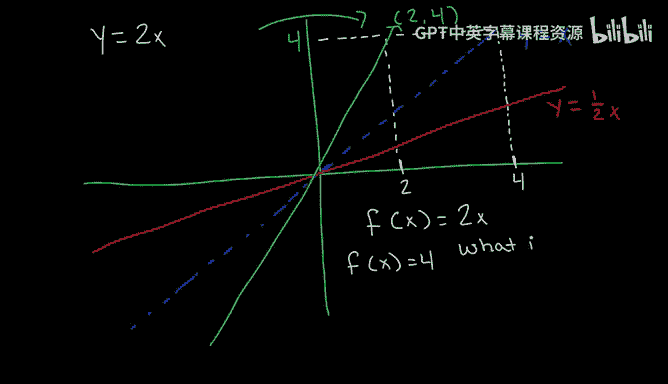 y = 2x
(2,4)
4
GPT中英字幕课程资源 bilibili
y = 1/2 x
2
4
f(x) = 2x
f(x) = 4 what i